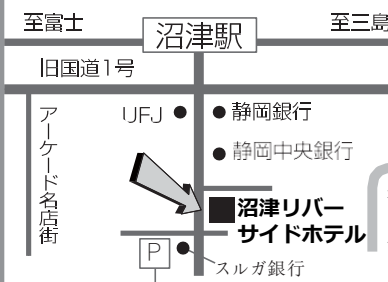 至富士
沼津駅
至三島
旧国道1号
アーケード名店街
UFJ
静岡銀行
静岡中央銀行
沼津リバー
サイドホテル
P
スルガ銀行